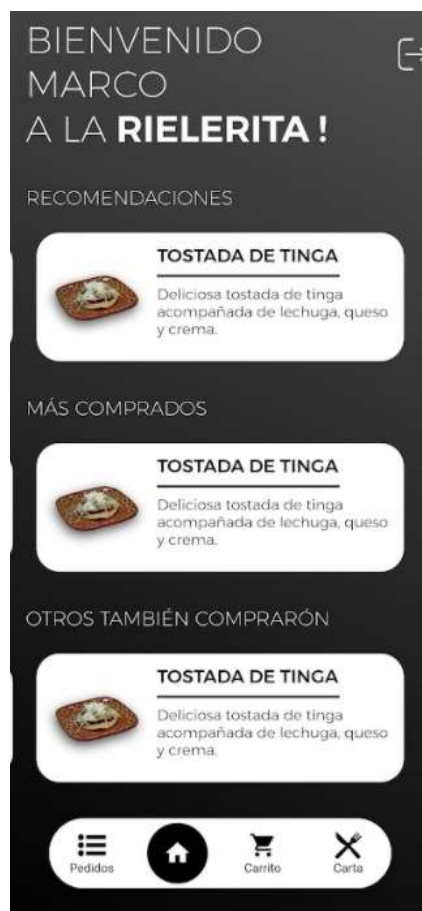 BIENVENIDO
MARCO
A LA RIELERITA !
RECOMENDACIONES
TOSTADA DE TINGA
Deliciosa tostada de tinga
acompañada de lechuga, queso
y crema.
MÁS COMPRADOS
TOSTADA DE TINGA
Deliciosa tostada de tinga
acompañada de lechuga, queso
y crema.
OTROS TAMBIÉN COMPRARÓN
TOSTADA DE TINGA
Deliciosa tostada de tinga
acompañada de lechuga, queso
y crema.
Pedidos
Carrito
Carta